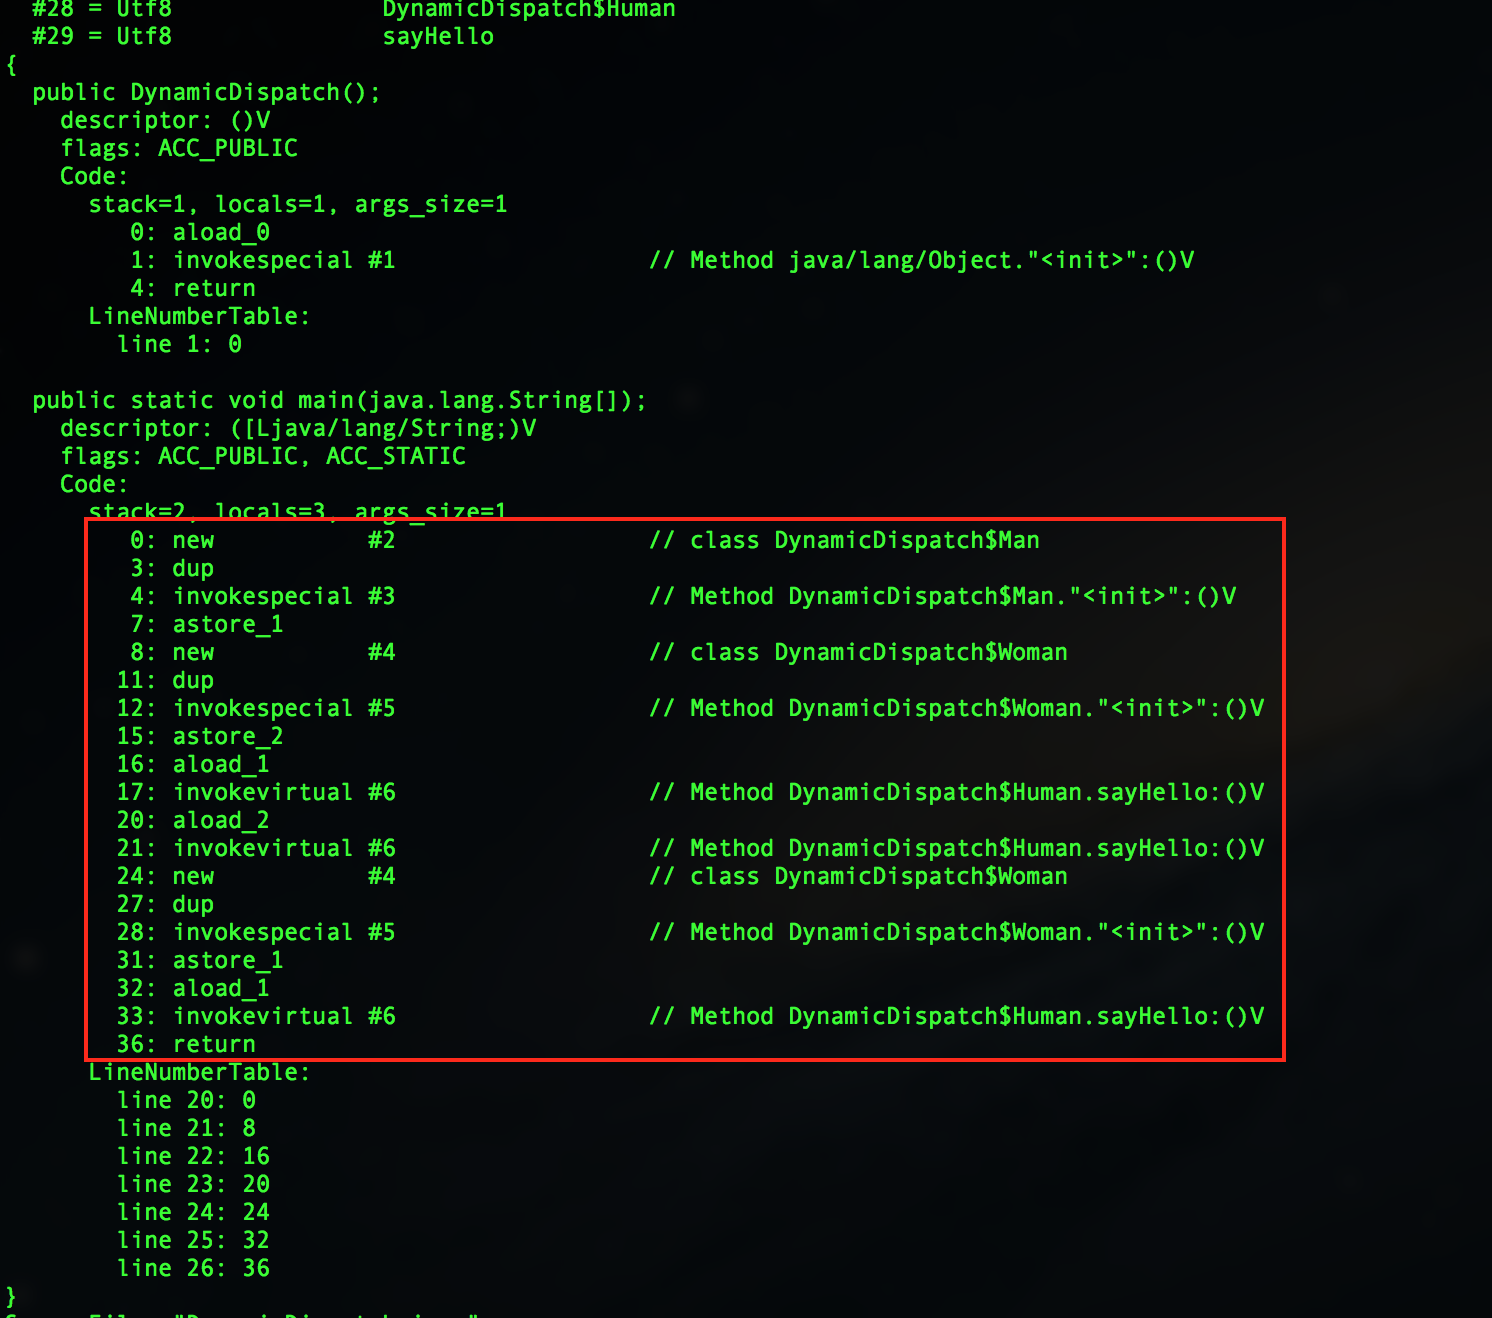 #28 = Utf8               DynamicDispatch$Human
#29 = Utf8               sayHello
{
  public DynamicDispatch();
    descriptor: ()V
    flags: ACC_PUBLIC
    Code:
      stack=1, locals=1, args_size=1
         0: aload_0
         1: invokespecial #1                  // Method java/lang/Object."<init>":()V
         4: return
      LineNumberTable:
        line 1: 0

  public static void main(java.lang.String[]);
    descriptor: ([Ljava/lang/String;)V
    flags: ACC_PUBLIC, ACC_STATIC
    Code:
      stack=2, locals=3, args_size=1
         0: new           #2                  // class DynamicDispatch$Man
         3: dup
         4: invokespecial #3                  // Method DynamicDispatch$Man."<init>":()V
         7: astore_1
         8: new           #4                  // class DynamicDispatch$Woman
        11: dup
        12: invokespecial #5                  // Method DynamicDispatch$Woman."<init>":()V
        15: astore_2
        16: aload_1
        17: invokevirtual #6                  // Method DynamicDispatch$Human.sayHello:()V
        20: aload_2
        21: invokevirtual #6                  // Method DynamicDispatch$Human.sayHello:()V
        24: new           #4                  // class DynamicDispatch$Woman
        27: dup
        28: invokespecial #5                  // Method DynamicDispatch$Woman."<init>":()V
        31: astore_1
        32: aload_1
        33: invokevirtual #6                  // Method DynamicDispatch$Human.sayHello:()V
        36: return
      LineNumberTable:
        line 20: 0
        line 21: 8
        line 22: 16
        line 23: 20
        line 24: 24
        line 25: 32
        line 26: 36
}